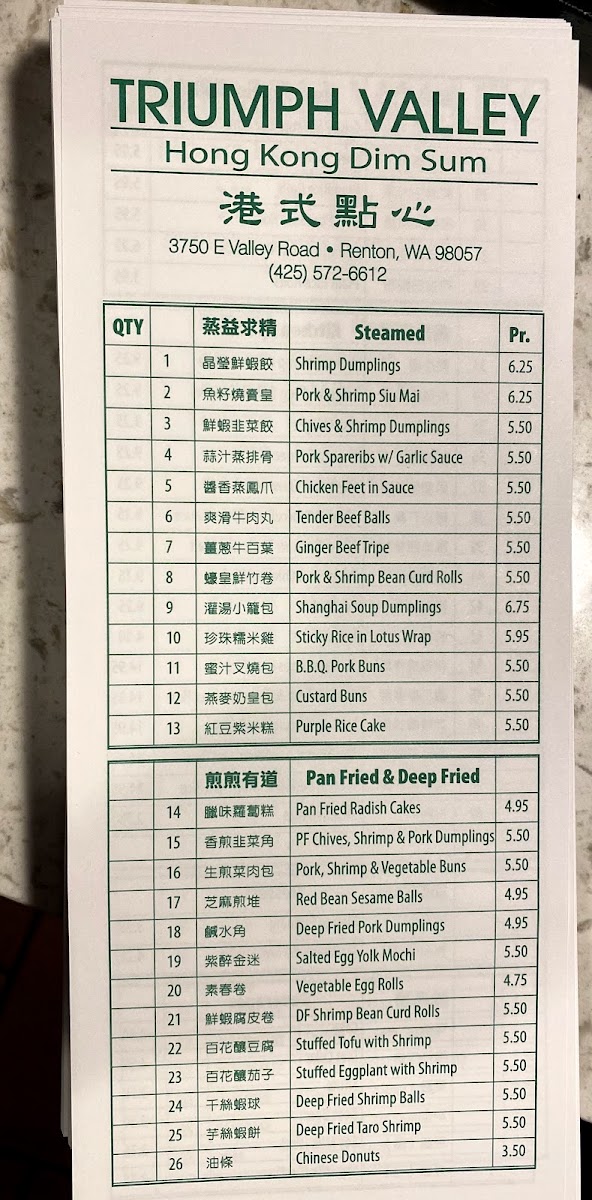 TRIUMPH VALLEY
Hong Kong Dim Sum
港式點心
3750 E Valley Road • Renton, WA 98057
(425) 572-6612
QTY 蒸益求精 Steamed Pr.
1 晶瑩鮮蝦餃 Shrimp Dumplings 6.25
2 魚籽燒賣皇 Pork & Shrimp Siu Mai 6.25
3 鮮蝦韭菜餃 Chives & Shrimp Dumplings 5.50
4 蒜汁蒸排骨 Pork Spareribs w/ Garlic Sauce 5.50
5 醬香蒸鳳爪 Chicken Feet in Sauce 5.50
6 爽滑牛肉丸 Tender Beef Balls 5.50
7 薑蔥牛百葉 Ginger Beef Tripe 5.50
8 蠔皇鮮竹卷 Pork & Shrimp Bean Curd Rolls 5.50
9 灌湯小籠包 Shanghai Soup Dumplings 6.75
10 珍珠糯米雞 Sticky Rice in Lotus Wrap 5.95
11 蜜汁叉燒包 B.B.Q. Pork Buns 5.50
12 燕麥奶皇包 Custard Buns 5.50
13 紅豆紫米糕 Purple Rice Cake 5.50
煎煎有道 Pan Fried & Deep Fried
14 臘味蘿蔔糕 Pan Fried Radish Cakes 4.95
15 香煎韭菜角 PF Chives, Shrimp & Pork Dumplings 5.50
16 生煎菜肉包 Pork, Shrimp & Vegetable Buns 5.50
17 芝麻煎堆 Red Bean Sesame Balls 4.95
18 鹹水角 Deep Fried Pork Dumplings 4.95
19 紫醉金迷 Salted Egg Yolk Mochi 5.50
20 素春卷 Vegetable Egg Rolls 4.75
21 鮮蝦腐皮卷 DF Shrimp Bean Curd Rolls 5.50
22 百花釀豆腐 Stuffed Tofu with Shrimp 5.50
23 百花釀茄子 Stuffed Eggplant with Shrimp 5.50
24 千絲蝦球 Deep Fried Shrimp Balls 5.50
25 芋絲蝦餅 Deep Fried Taro Shrimp 5.50
26 油條 Chinese Donuts 3.50